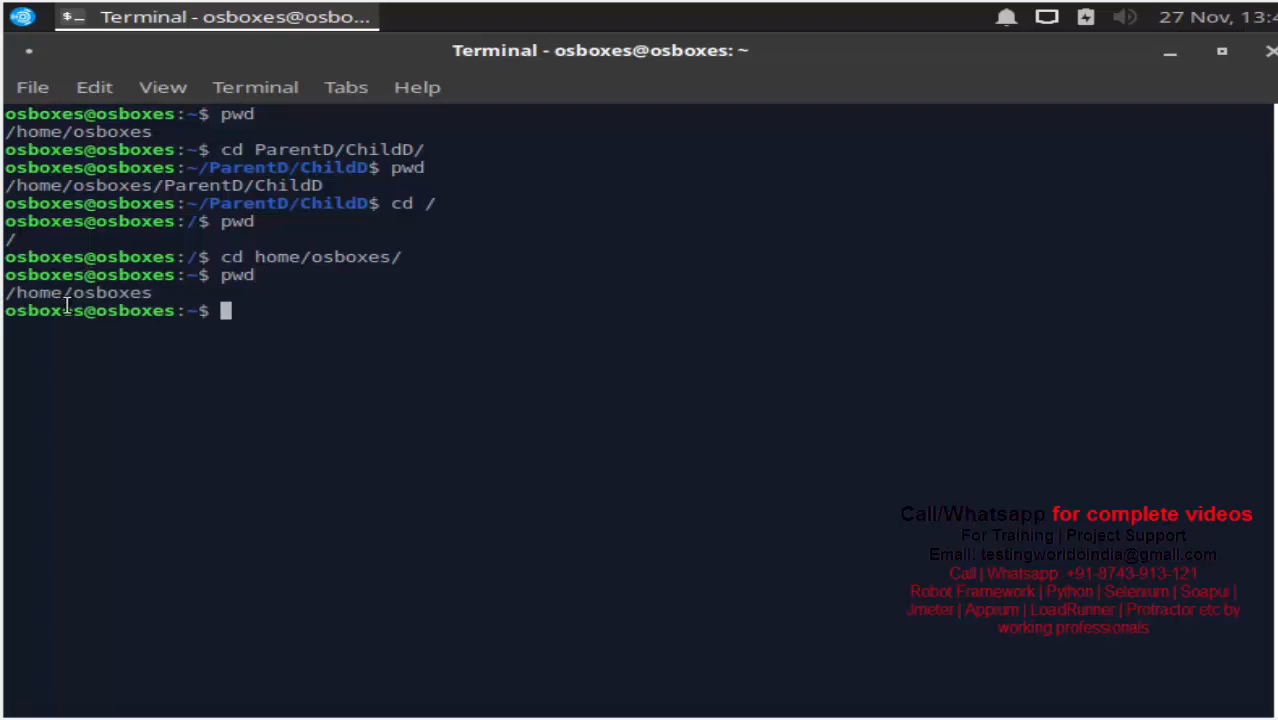 Terminal - osboxes@osbo...
27 Nov, 13:4
Terminal - osboxes@osboxes: ~
File Edit View Terminal Tabs Help
osboxes@osboxes:~$ pwd
/home/osboxes
osboxes@osboxes:~$ cd ParentD/ChildD/
osboxes@osboxes:~/ParentD/ChildD$ pwd
/home/osboxes/ParentD/ChildD
osboxes@osboxes:~/ParentD/ChildD$ cd /
osboxes@osboxes:/$ pwd
/
osboxes@osboxes:/$ cd home/osboxes/
osboxes@osboxes:~$ pwd
/home/osboxes
osboxes@osboxes:~$
Call/Whatsapp for complete videos
For Training | Project Support
Email: testingworldoindia@gmail.com
Call | Whatsapp: +91-8743-913-121
Robot Framework | Python | Selenium | Soapui |
Jmeter | Appium | LoadRunner | Protractor etc by
working professionals